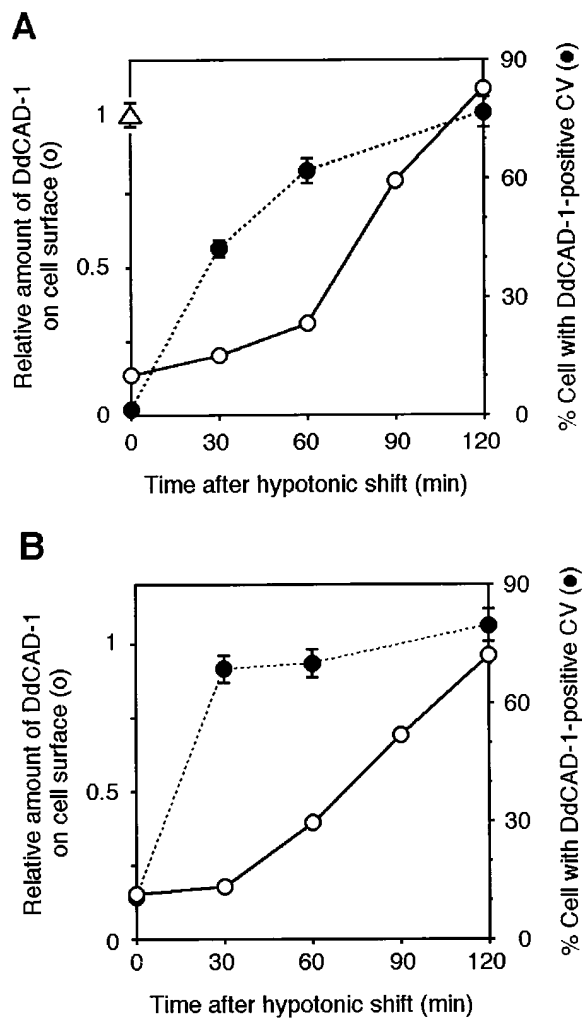 A
Relative amount of DdCAD-1
on cell surface (o)
1
0.5
0
90
60
30
0
% Cell with DdCAD-1-positive CV (●)
0 30 60 90 120
Time after hypotonic shift (min)
B
Relative amount of DdCAD-1
on cell surface (o)
1
0.5
0
90
60
30
0
% Cell with DdCAD-1-positive CV (●)
0 30 60 90 120
Time after hypotonic shift (min)